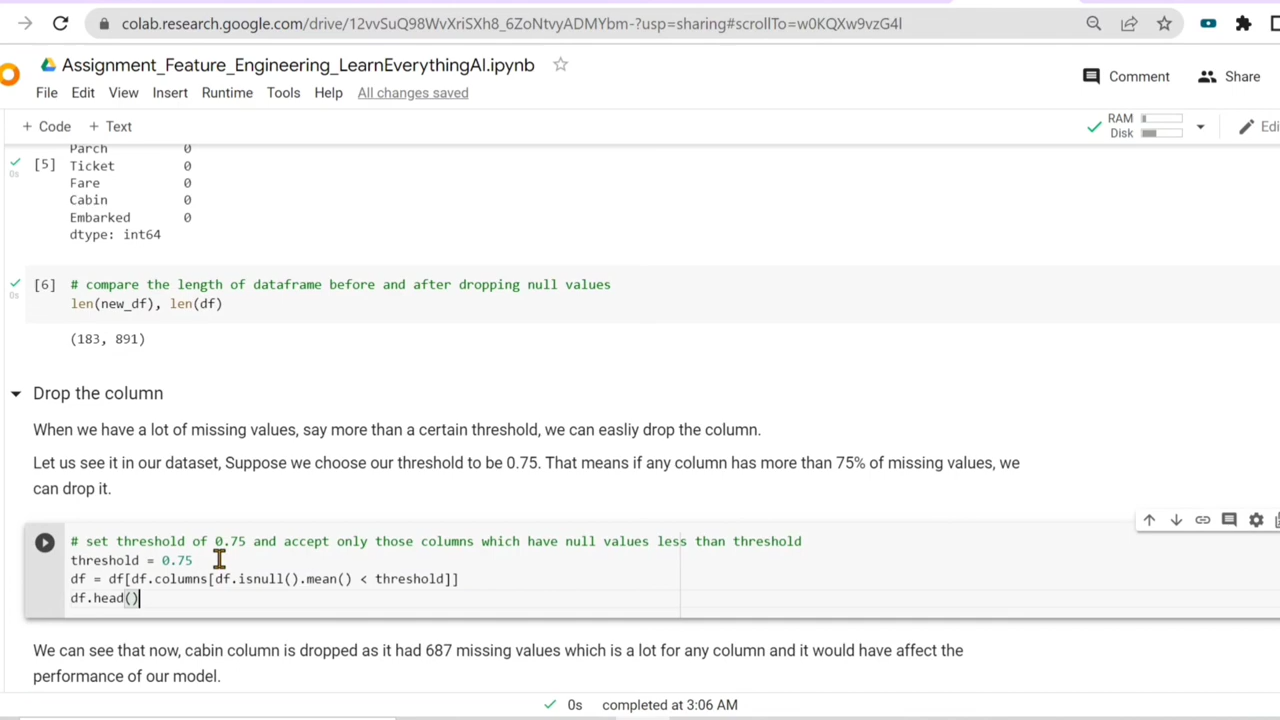 colab.research.google.com/drive/12vvSuQ98WvXriSXh8_6ZoNtvyADMYbm-?usp=sharing#scrollTo=w0KQXw9vzG4l
Assignment_Feature_Engineering_LearnEverythingAI.ipynb
Comment
Share
File Edit View Insert Runtime Tools Help All changes saved
+ Code + Text
RAM
Disk
Parch 0
[5] Ticket 0
0s
Fare 0
Cabin 0
Embarked 0
dtype: int64
[6] # compare the length of dataframe before and after dropping null values
0s
len(new_df), len(df)
(183, 891)
Drop the column
When we have a lot of missing values, say more than a certain threshold, we can easliy drop the column.
Let us see it in our dataset, Suppose we choose our threshold to be 0.75. That means if any column has more than 75% of missing values, we
can drop it.
# set threshold of 0.75 and accept only those columns which have null values less than threshold
threshold = 0.75
df = df[df.columns[df.isnull().mean() < threshold]]
df.head()
We can see that now, cabin column is dropped as it had 687 missing values which is a lot for any column and it would have affect the
performance of our model.
0s completed at 3:06 AM